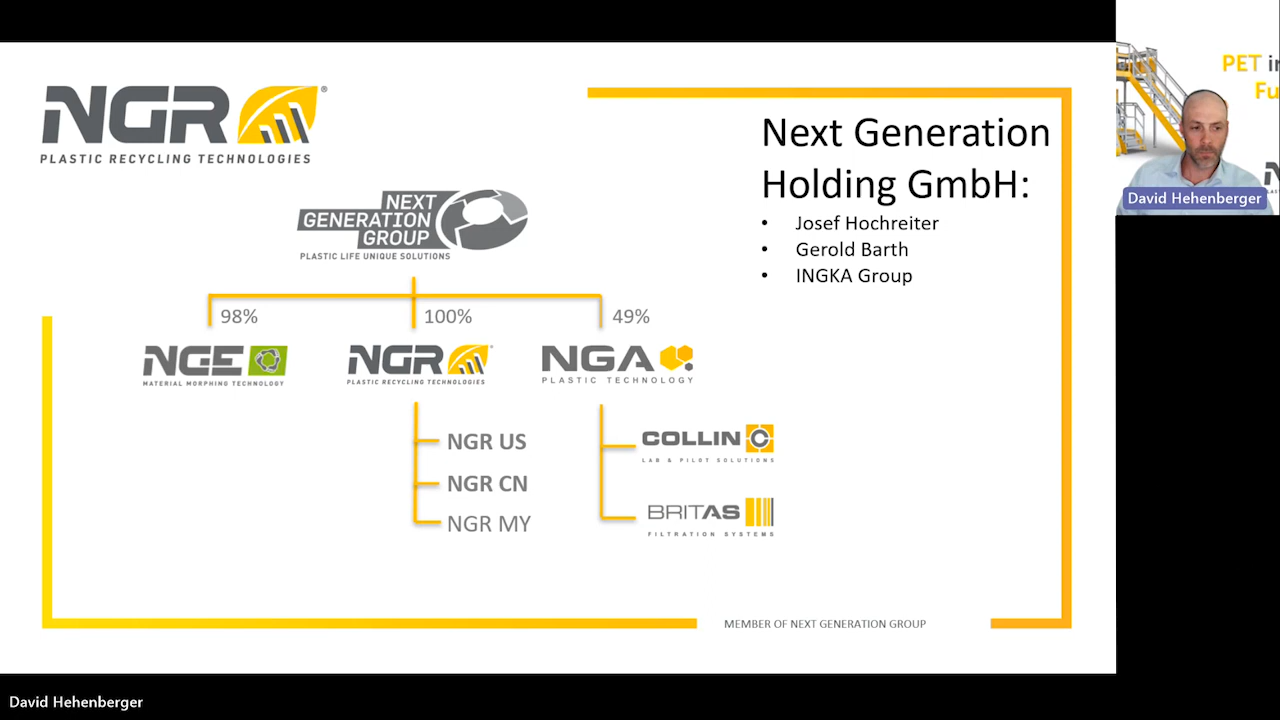 NGR®
PLASTIC RECYCLING TECHNOLOGIES
Next Generation
Holding GmbH:
• Josef Hochreiter
• Gerold Barth
• INGKA Group
NEXT
GENERATION
GROUP
PLASTIC LIFE UNIQUE SOLUTIONS
98%
100%
49%
NGE
MATERIAL MORPHING TECHNOLOGY
NGR®
PLASTIC RECYCLING TECHNOLOGIES
NGA
PLASTIC TECHNOLOGY
NGR US
NGR CN
NGR MY
COLLIN
LAB & PILOT SOLUTIONS
BRITAS
FILTRATION SYSTEMS
MEMBER OF NEXT GENERATION GROUP
PET
David Hehenberger
David Hehenberger